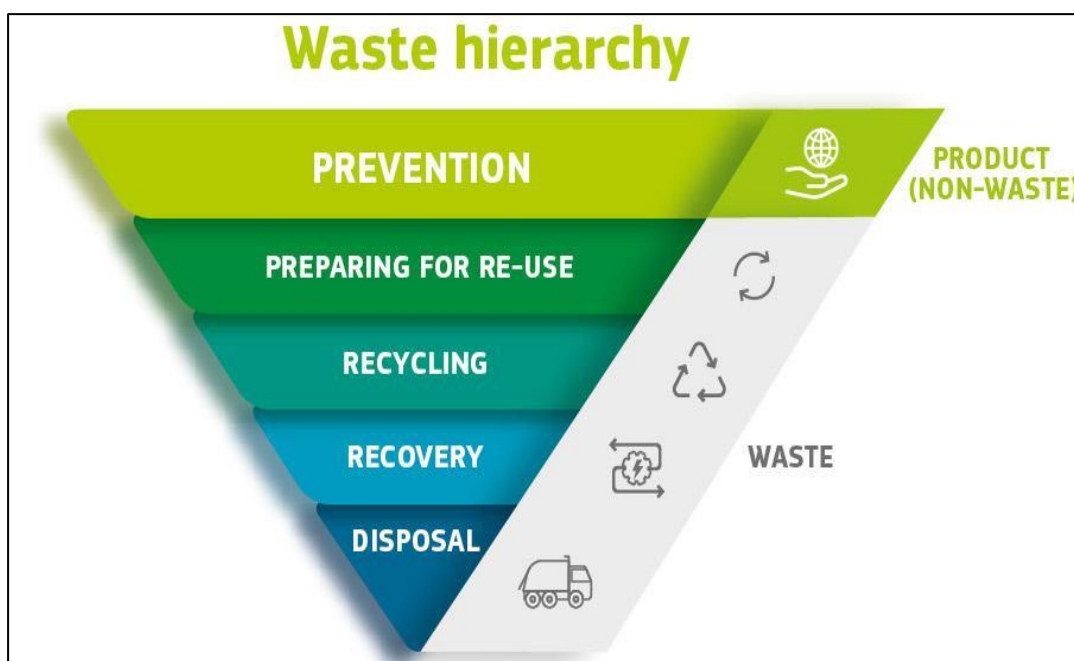 Waste hierarchy
PREVENTION
PRODUCT
(NON-WASTE)
PREPARING FOR RE-USE
RECYCLING
RECOVERY
WASTE
DISPOSAL